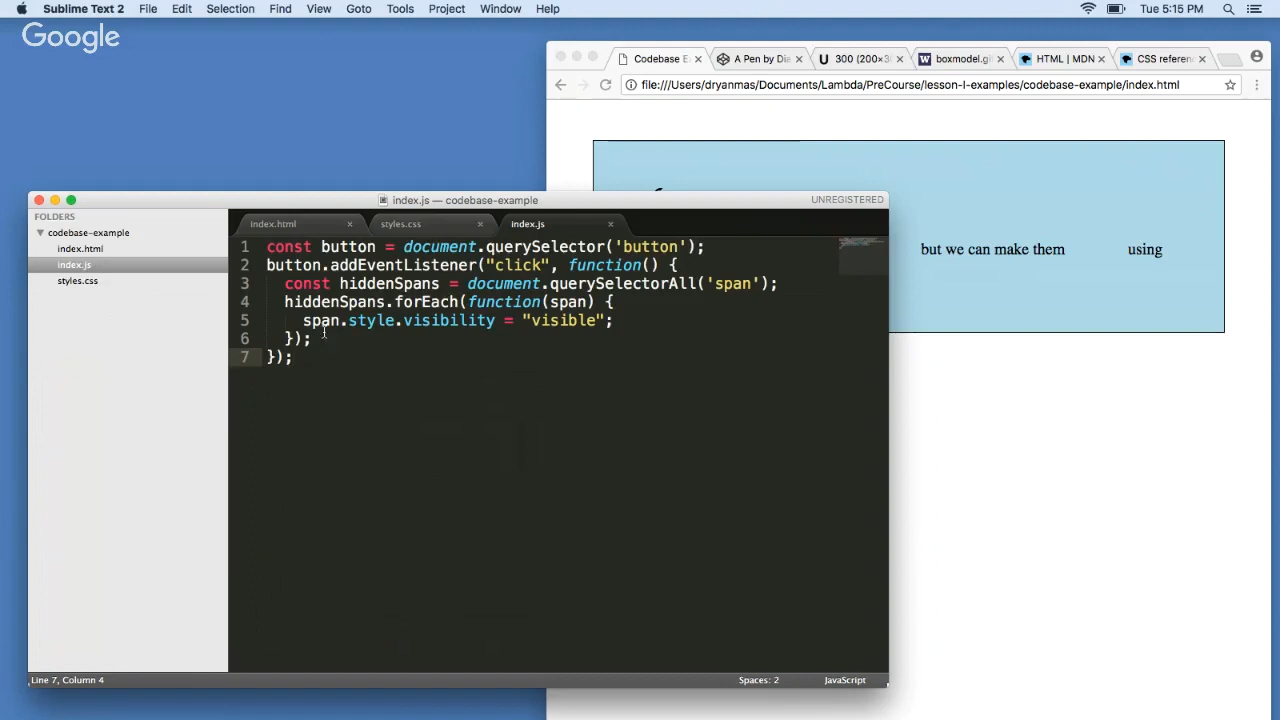 Sublime Text 2 File Edit Selection Find View Goto Tools Project Window Help Tue 5:15 PM
Google
Codebase E A Pen by Dia 300 (200×3 boxmodel.gi HTML | MDN CSS referenc
file:///Users/dryanmas/Documents/Lambda/PreCourse/lesson-I-examples/codebase-example/index.html
index.js — codebase-example UNREGISTERED
FOLDERS
codebase-example
index.html
index.js
styles.css
index.html styles.css index.js
1 const button = document.querySelector('button');
2 button.addEventListener("click", function() {
3 const hiddenSpans = document.querySelectorAll('span');
4 hiddenSpans.forEach(function(span) {
5 span.style.visibility = "visible";
6 });
7 });
but we can make them using
Line 7, Column 4 Spaces: 2 JavaScript